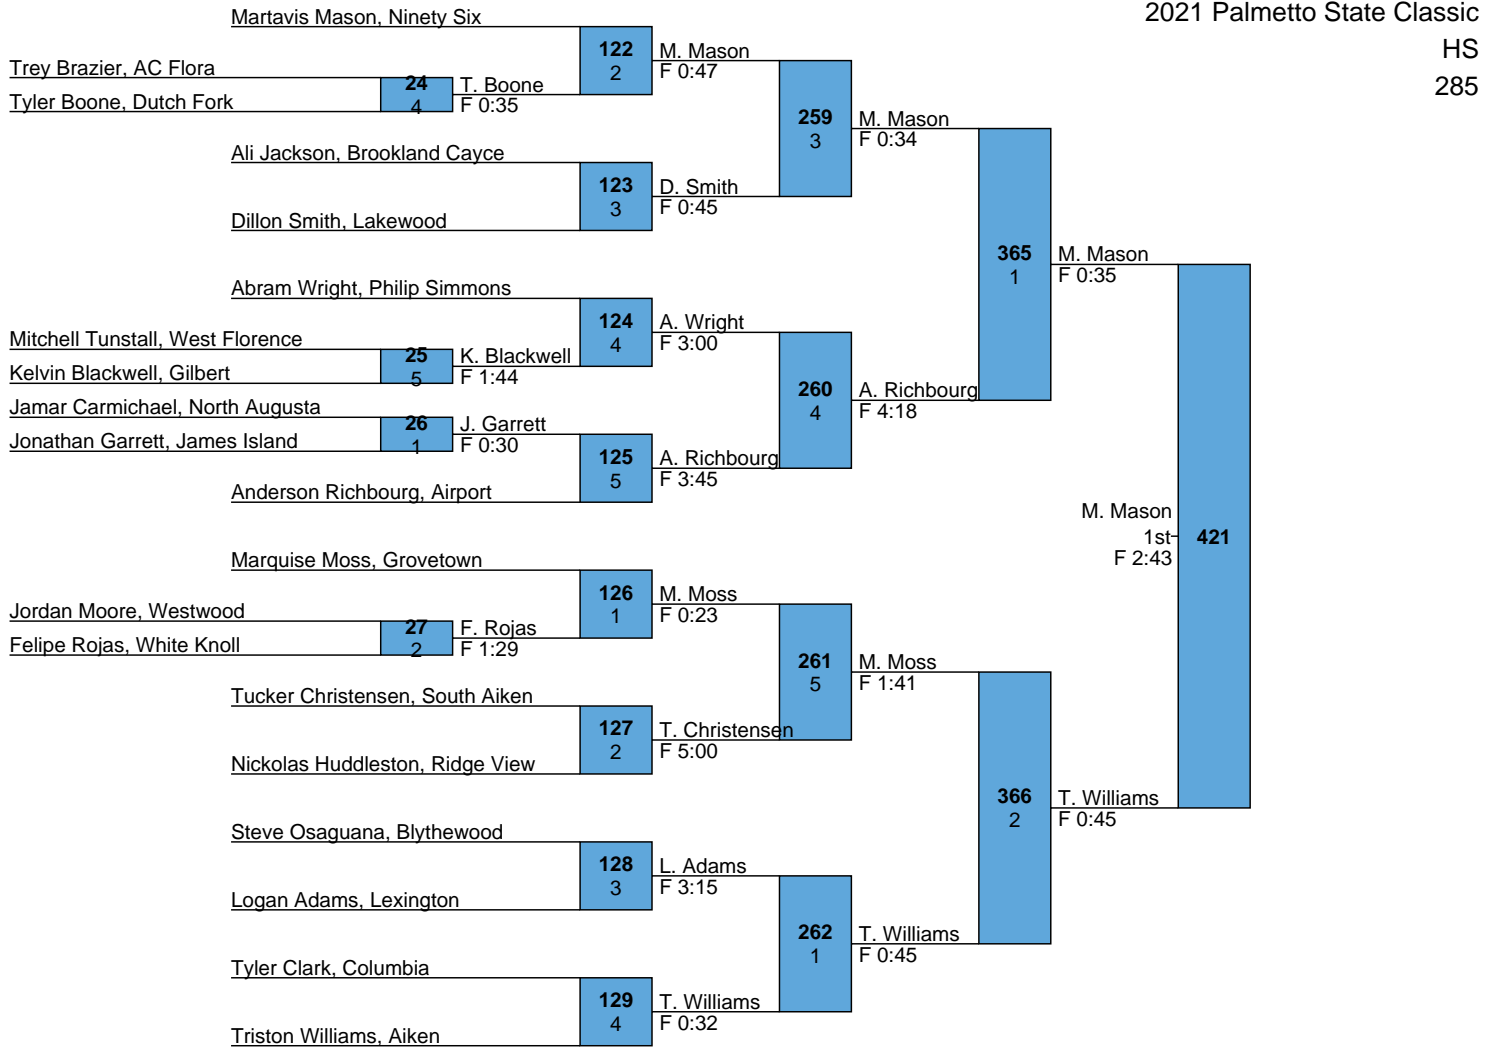 2021 Palmetto State Classic
HS
285
Martavis Mason, Ninety Six
Trey Brazier, AC Flora
Tyler Boone, Dutch Fork
24
4
T. Boone
F 0:35
122
2
M. Mason
F 0:47
Ali Jackson, Brookland Cayce
Dillon Smith, Lakewood
123
3
D. Smith
F 0:45
259
3
M. Mason
F 0:34
Abram Wright, Philip Simmons
Mitchell Tunstall, West Florence
Kelvin Blackwell, Gilbert
25
5
K. Blackwell
F 1:44
124
4
A. Wright
F 3:00
Jamar Carmichael, North Augusta
Jonathan Garrett, James Island
26
1
J. Garrett
F 0:30
Anderson Richbourg, Airport
125
5
A. Richbourg
F 3:45
260
4
A. Richbourg
F 4:18
365
1
M. Mason
F 0:35
Marquise Moss, Grovetown
Jordan Moore, Westwood
Felipe Rojas, White Knoll
27
2
F. Rojas
F 1:29
126
1
M. Moss
F 0:23
Tucker Christensen, South Aiken
Nickolas Huddleston, Ridge View
127
2
T. Christensen
F 5:00
261
5
M. Moss
F 1:41
Steve Osaguana, Blythewood
Logan Adams, Lexington
128
3
L. Adams
F 3:15
Tyler Clark, Columbia
Triston Williams, Aiken
129
4
T. Williams
F 0:32
262
1
T. Williams
F 0:45
366
2
T. Williams
F 0:45
M. Mason
1st
F 2:43
421